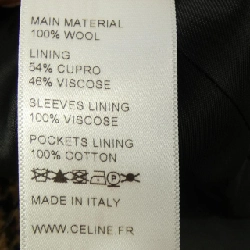 MAIN MATERIAL
100% WOOL
LINING
54% CUPRO
46% VISCOSE
SLEEVES LINING
100% VISCOSE
POCKETS LINING
100% COTTON
MADE IN ITALY
WWW.CELINE.FR